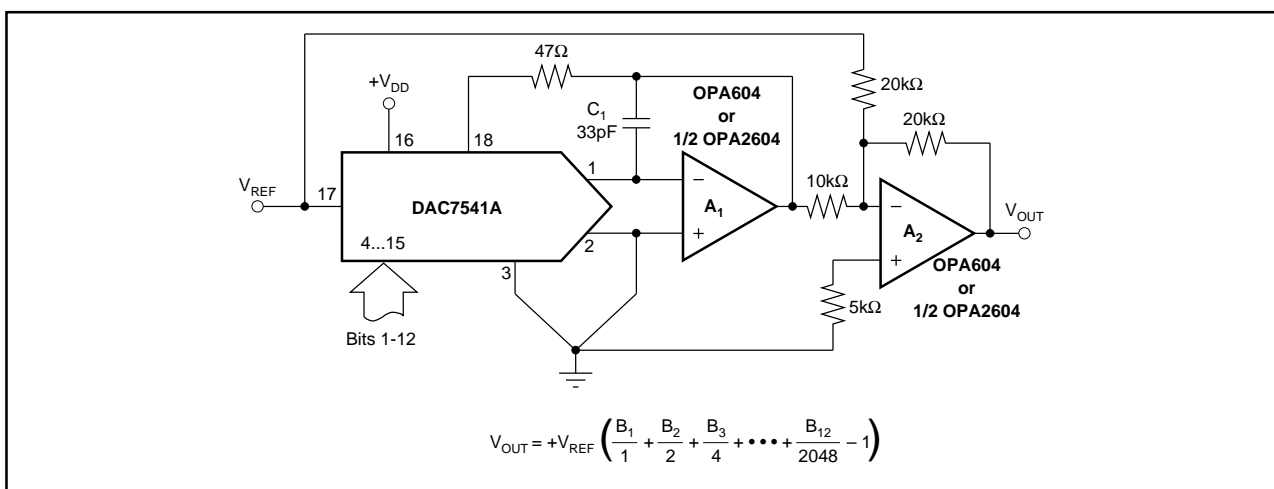 47Ω
+V_DD
OPA604
or
1/2 OPA2604
20kΩ
C_1
33pF
20kΩ
16
18
1
V_REF
17
DAC7541A
A_1
−
+
10kΩ
−
+
A_2
V_OUT
2
4...15
3
OPA604
or
1/2 OPA2604
5kΩ
Bits 1-12
V_OUT = +V_REF (B_1/1 + B_2/2 + B_3/4 + ••• + B_12/2048 − 1)